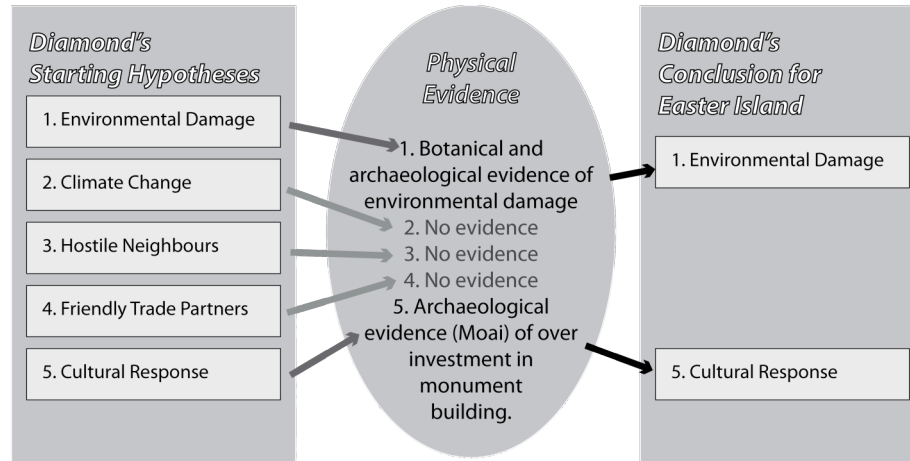 Diamond's
Starting Hypotheses
1. Environmental Damage
2. Climate Change
3. Hostile Neighbours
4. Friendly Trade Partners
5. Cultural Response
Physical
Evidence
1. Botanical and
archaeological evidence of
environmental damage
2. No evidence
3. No evidence
4. No evidence
5. Archaeological
evidence (Moai) of over
investment in
monument
building.
Diamond's
Conclusion for
Easter Island
1. Environmental Damage
5. Cultural Response